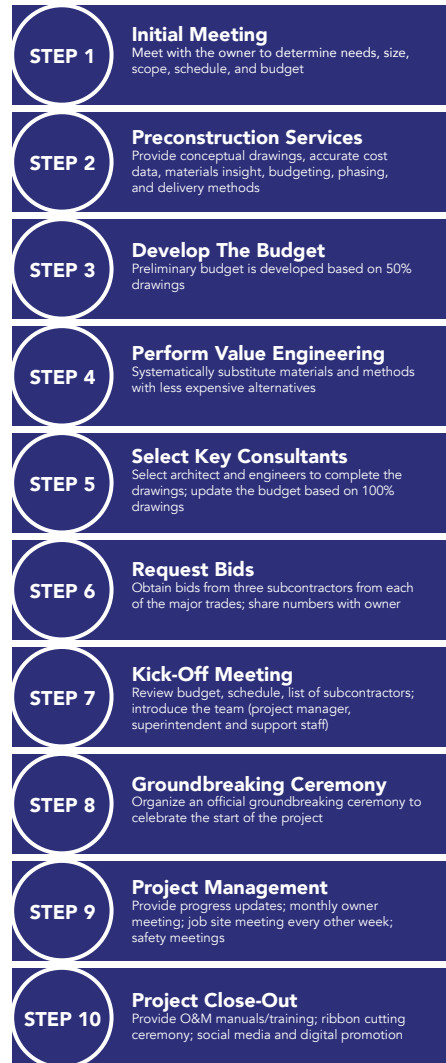 STEP 1
Initial Meeting
Meet with the owner to determine needs, size,
scope, schedule, and budget
STEP 2
Preconstruction Services
Provide conceptual drawings, accurate cost
data, materials insight, budgeting, phasing,
and delivery methods
STEP 3
Develop The Budget
Preliminary budget is developed based on 50%
drawings
STEP 4
Perform Value Engineering
Systematically substitute materials and methods
with less expensive alternatives
STEP 5
Select Key Consultants
Select architect and engineers to complete the
drawings; update the budget based on 100%
drawings
STEP 6
Request Bids
Obtain bids from three subcontractors from each
of the major trades; share numbers with owner
STEP 7
Kick-Off Meeting
Review budget, schedule, list of subcontractors;
introduce the team (project manager,
superintendent and support staff)
STEP 8
Groundbreaking Ceremony
Organize an official groundbreaking ceremony to
celebrate the start of the project
STEP 9
Project Management
Provide progress updates; monthly owner
meeting; job site meeting every other week;
safety meetings
STEP 10
Project Close-Out
Provide O&M manuals/training; ribbon cutting
ceremony; social media and digital promotion